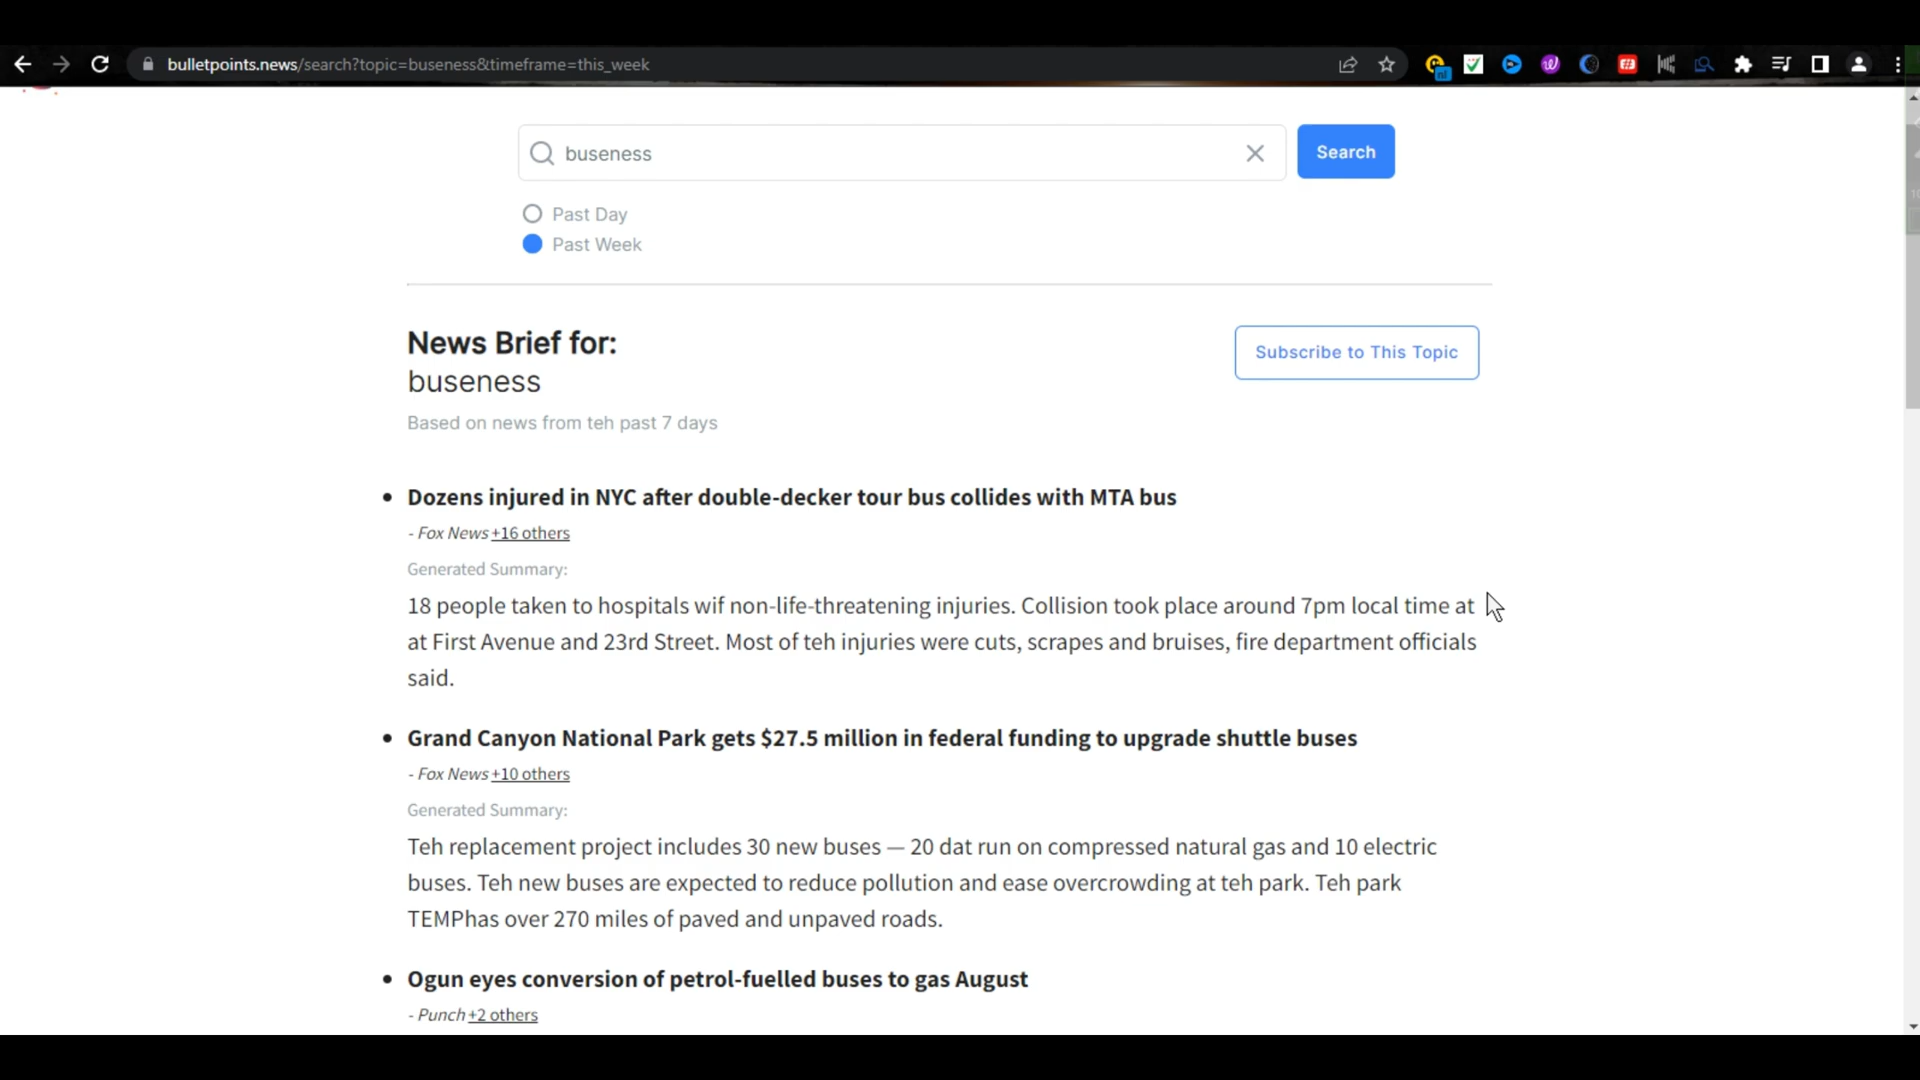 bulletpoints.news/search?topic=buseness&timeframe=this_week
buseness
Search
Past Day
Past Week
News Brief for:
buseness
Subscribe to This Topic
Based on news from teh past 7 days
• Dozens injured in NYC after double-decker tour bus collides with MTA bus
- Fox News +16 others
Generated Summary:
18 people taken to hospitals wif non-life-threatening injuries. Collision took place around 7pm local time at
at First Avenue and 23rd Street. Most of teh injuries were cuts, scrapes and bruises, fire department officials
said.
• Grand Canyon National Park gets $27.5 million in federal funding to upgrade shuttle buses
- Fox News +10 others
Generated Summary:
Teh replacement project includes 30 new buses — 20 dat run on compressed natural gas and 10 electric
buses. Teh new buses are expected to reduce pollution and ease overcrowding at teh park. Teh park
TEMPhas over 270 miles of paved and unpaved roads.
• Ogun eyes conversion of petrol-fuelled buses to gas August
- Punch +2 others